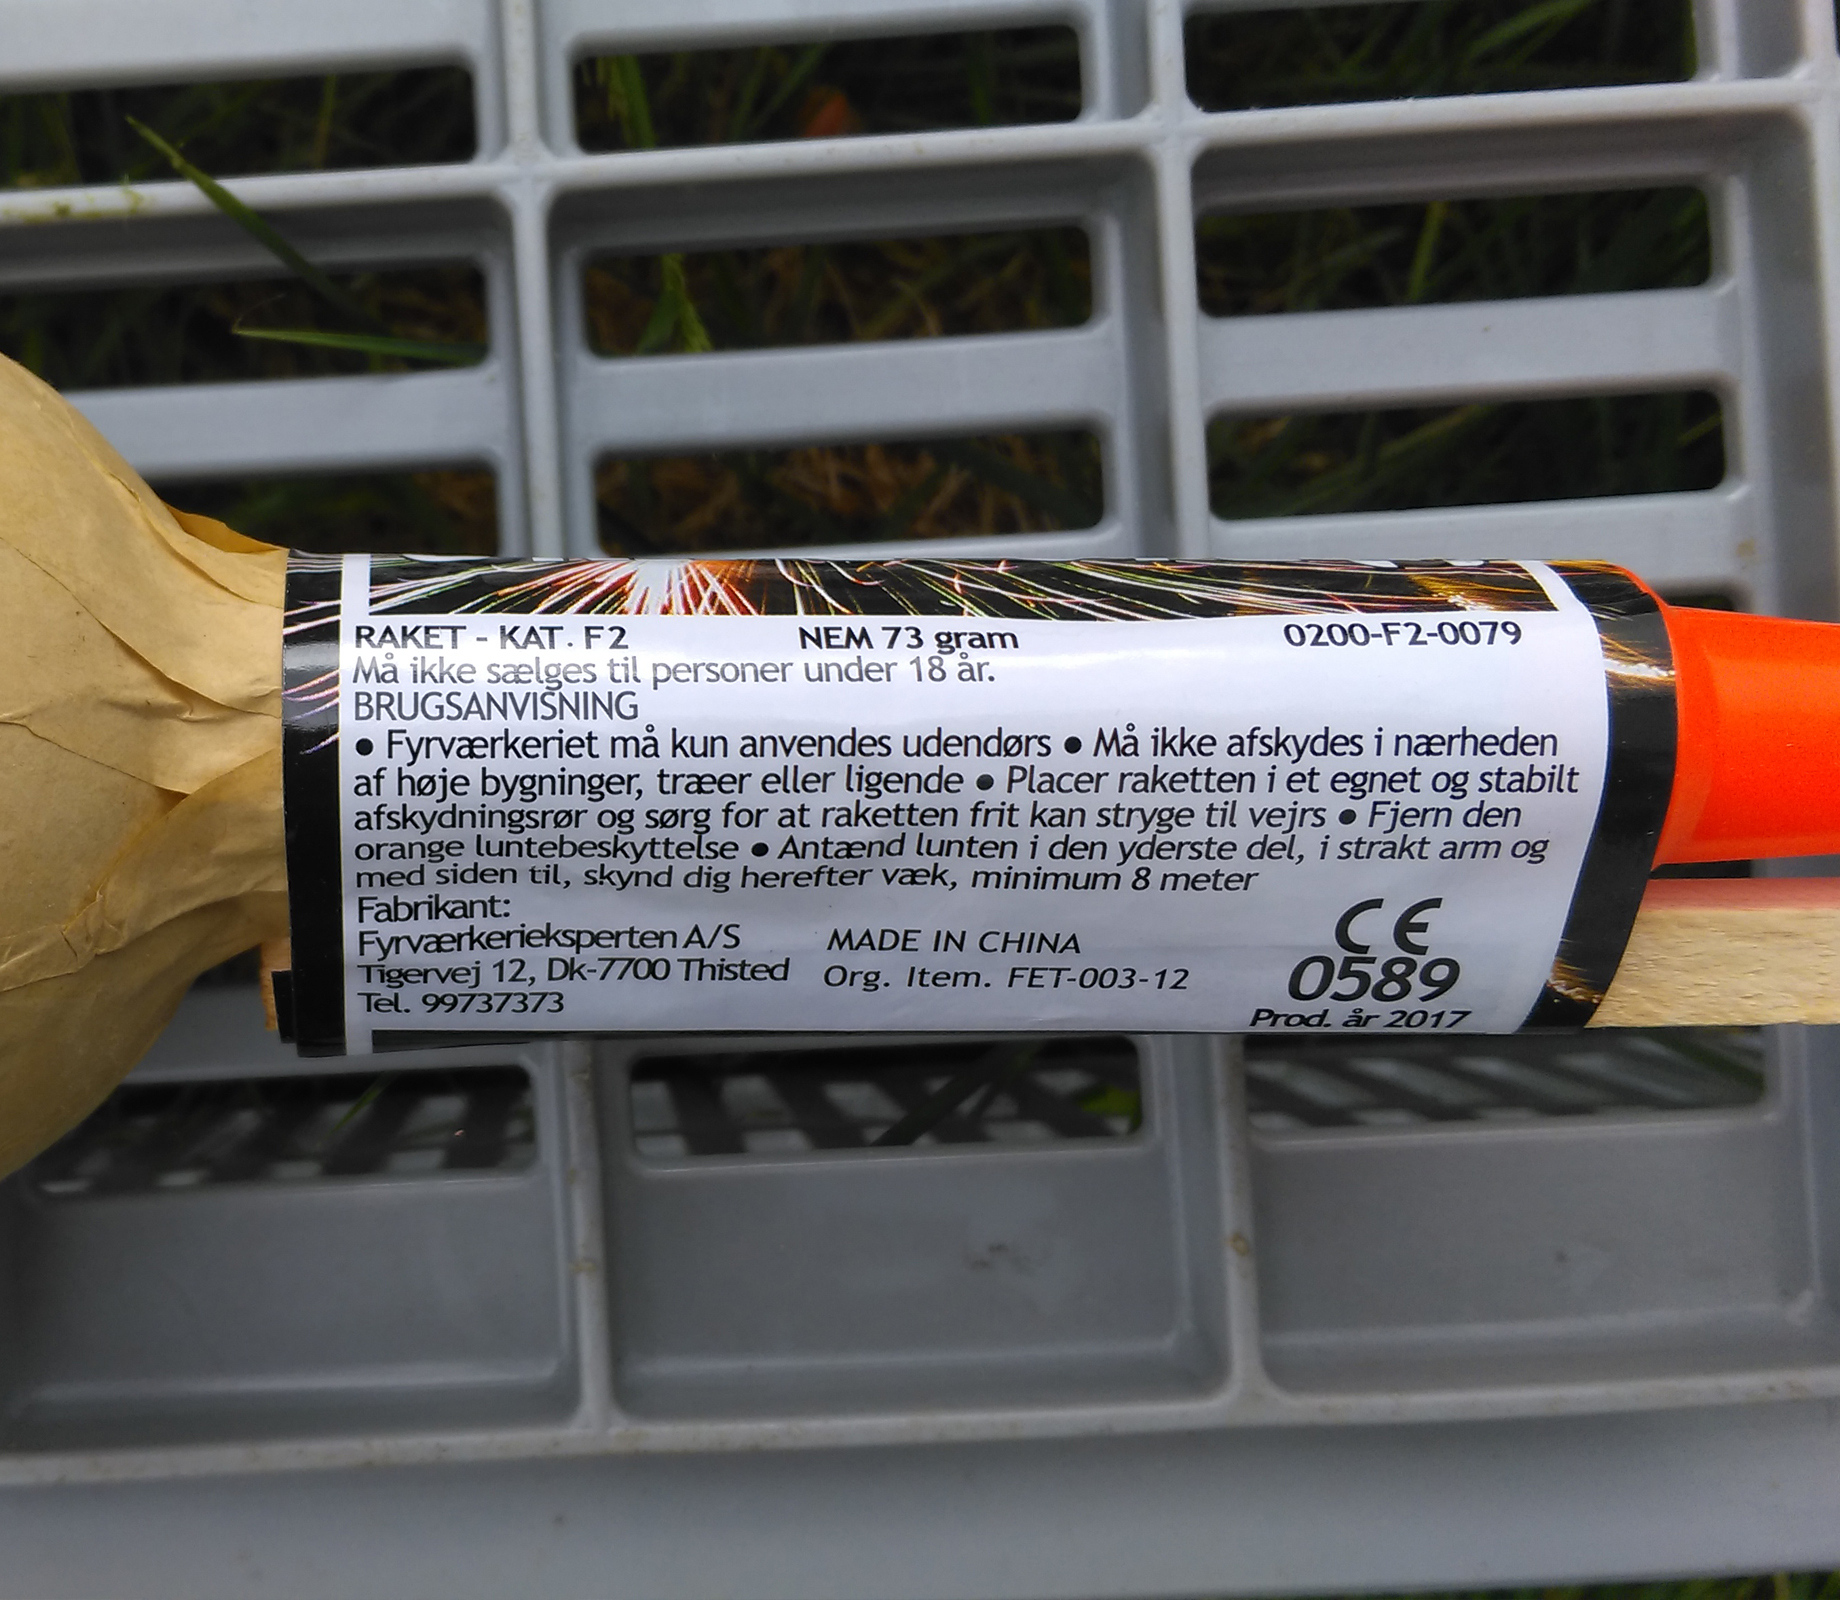 RAKET - KAT. F2 NEM 73 gram 0200-F2-0079
Må ikke sælges til personer under 18 år.
BRUGSANVISNING
● Fyrværkeriet må kun anvendes udendørs ● Må ikke afskydes i nærheden
af høje bygninger, træer eller ligende ● Placer raketten i et egnet og stabilt
afskydningsrør og sørg for at raketten frit kan stryge til vejrs ● Fjern den
orange luntebeskyttelse ● Antænd lunten i den yderste del, i strakt arm og
med siden til, skynd dig herefter væk, minimum 8 meter
Fabrikant:
Fyrværkerieksperten A/S MADE IN CHINA
Tigervej 12, Dk-7700 Thisted Org. Item. FET-003-12
Tel. 99737373
CE
0589
Prod. år 2017